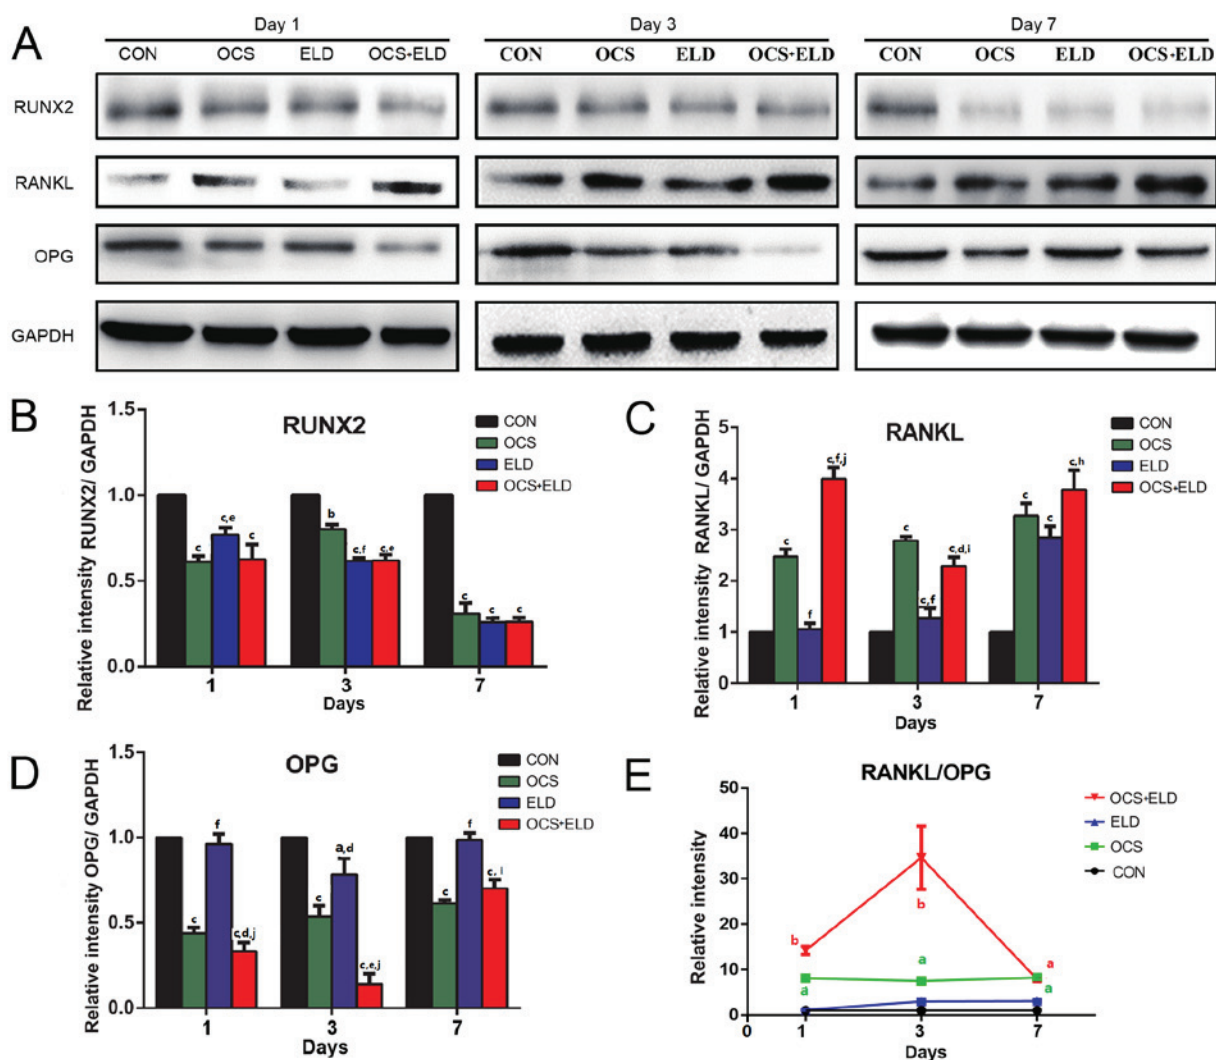 A
Day 1
Day 3
Day 7
CON OCS ELD OCS+ELD
CON OCS ELD OCS+ELD
CON OCS ELD OCS+ELD
RUNX2
RANKL
OPG
GAPDH
B
RUNX2
Relative intensity RUNX2/ GAPDH
1.5
1.0
0.5
0.0
CON
OCS
ELD
OCS+ELD
c c,e c
b c,f c,e
c c c
1 3 7
Days
C
RANKL
Relative intensity RANKL/ GAPDH
5
4
3
2
1
0
CON
OCS
ELD
OCS+ELD
c f c,f,j
c c,f c,d,i
c c c,h
1 3 7
Days
D
OPG
Relative intensity OPG/ GAPDH
1.5
1.0
0.5
0.0
CON
OCS
ELD
OCS+ELD
c f c,d,j
c a,d c,e,j
c f c, i
1 3 7
Days
E
RANKL/OPG
Relative intensity
50
40
30
20
10
0
OCS+ELD
ELD
OCS
CON
b b a
a a a
0 1 3 7
Days